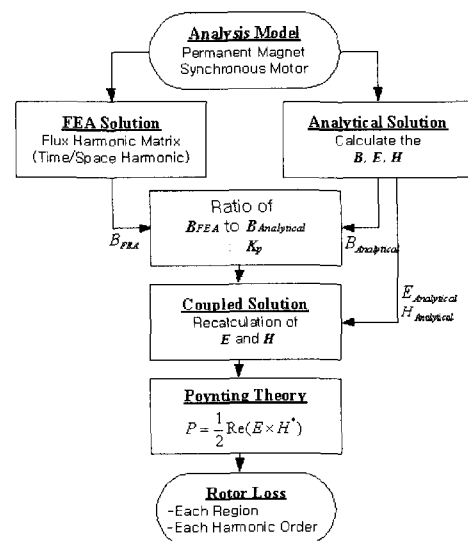 Analysis Model
Permanent Magnet
Synchronous Motor
FEA Solution
Flux Harmonic Matrix
(Time/Space Harmonic)
Analytical Solution
Calculate the
B, E, H
Ratio of
B_FEA to B_Analytical
: K_p
B_FEA
B_Analytical
E_Analytical
H_Analytical
Coupled Solution
Recalculation of
E and H
Poynting Theory
P = 1/2 Re(E × H*)
Rotor Loss
-Each Region
-Each Harmonic Order